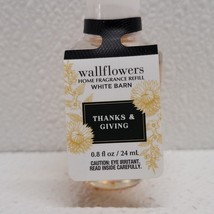 wallflowers
HOME FRAGRANCE REFILL
WHITE BARN
THANKS &
GIVING
0.8 fl oz / 24 mL
CAUTION: EYE IRRITANT.
READ INSIDE CAREFULLY.